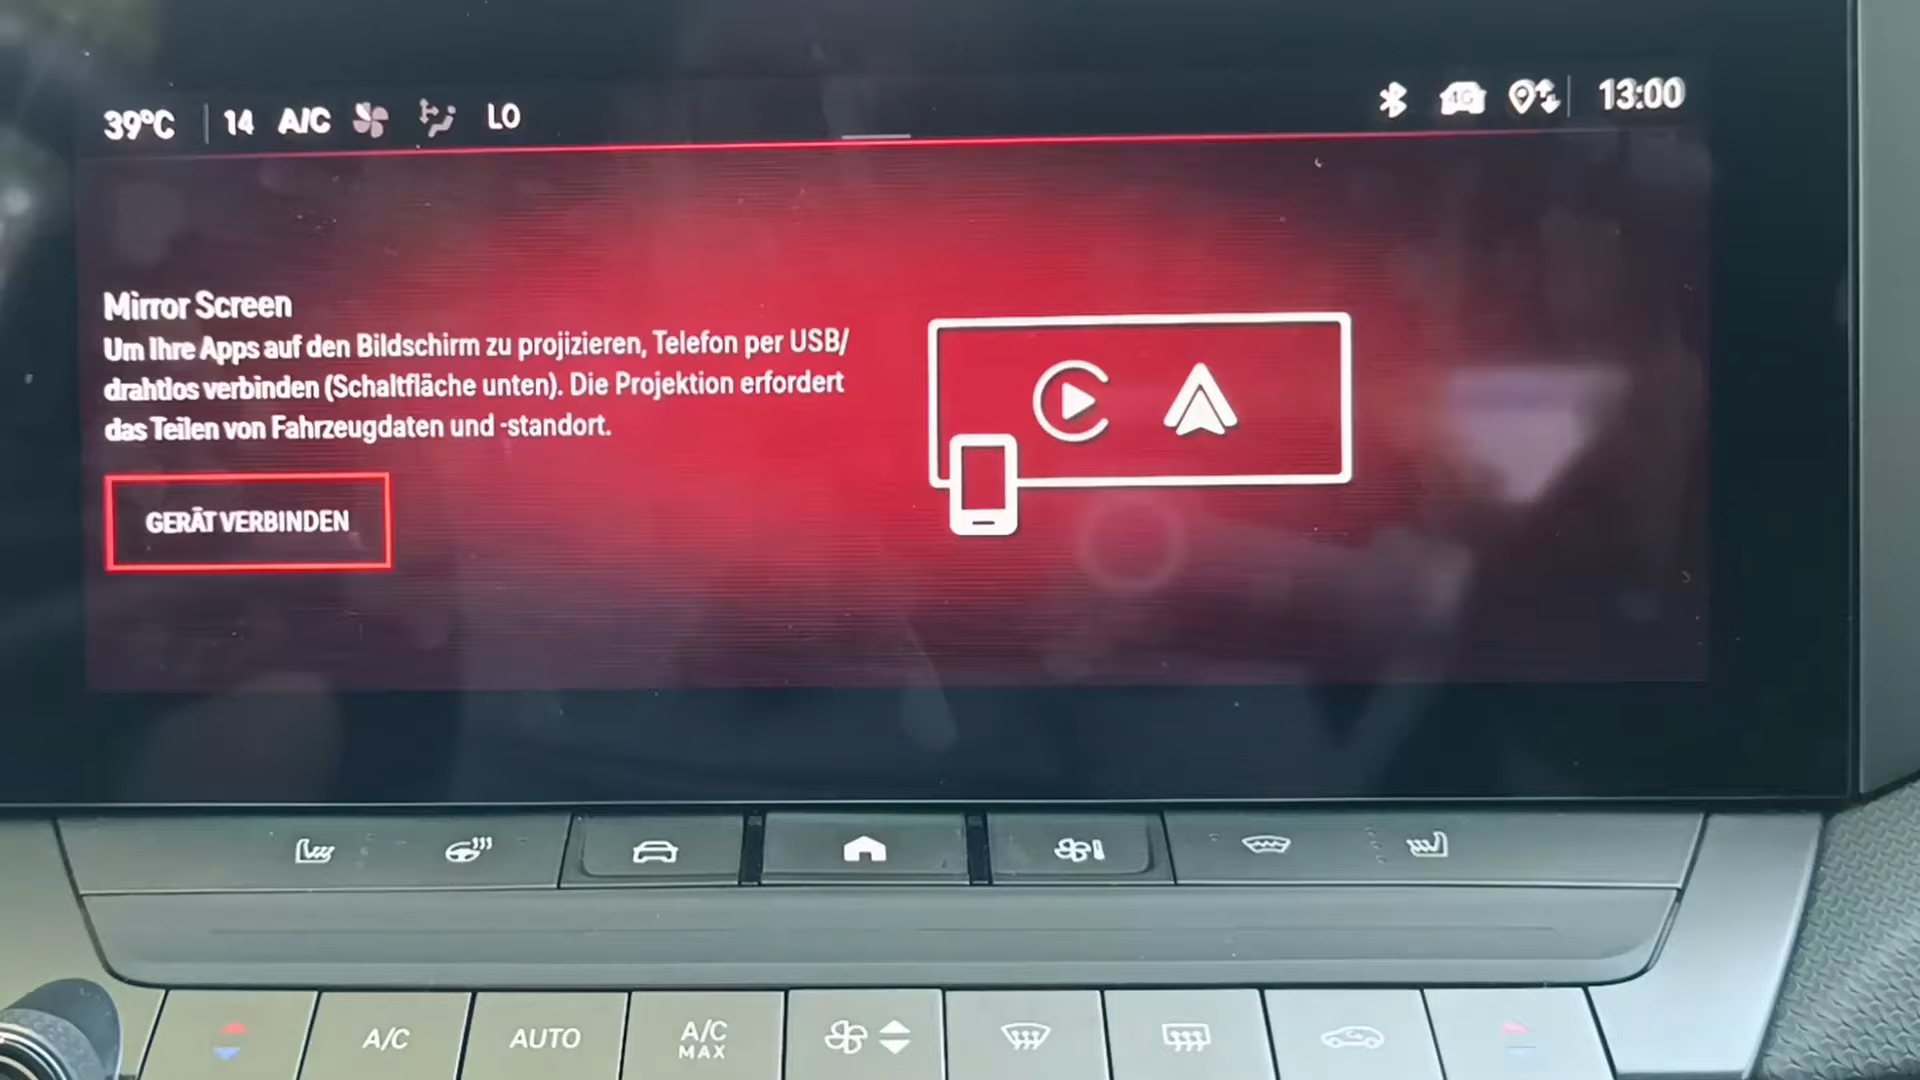 39°C 14 A/C LO 4G 13:00
Mirror Screen
Um Ihre Apps auf den Bildschirm zu projizieren, Telefon per USB/
drahtlos verbinden (Schaltfläche unten). Die Projektion erfordert
das Teilen von Fahrzeugdaten und -standort.
GERÄT VERBINDEN
A/C
AUTO
A/C
MAX